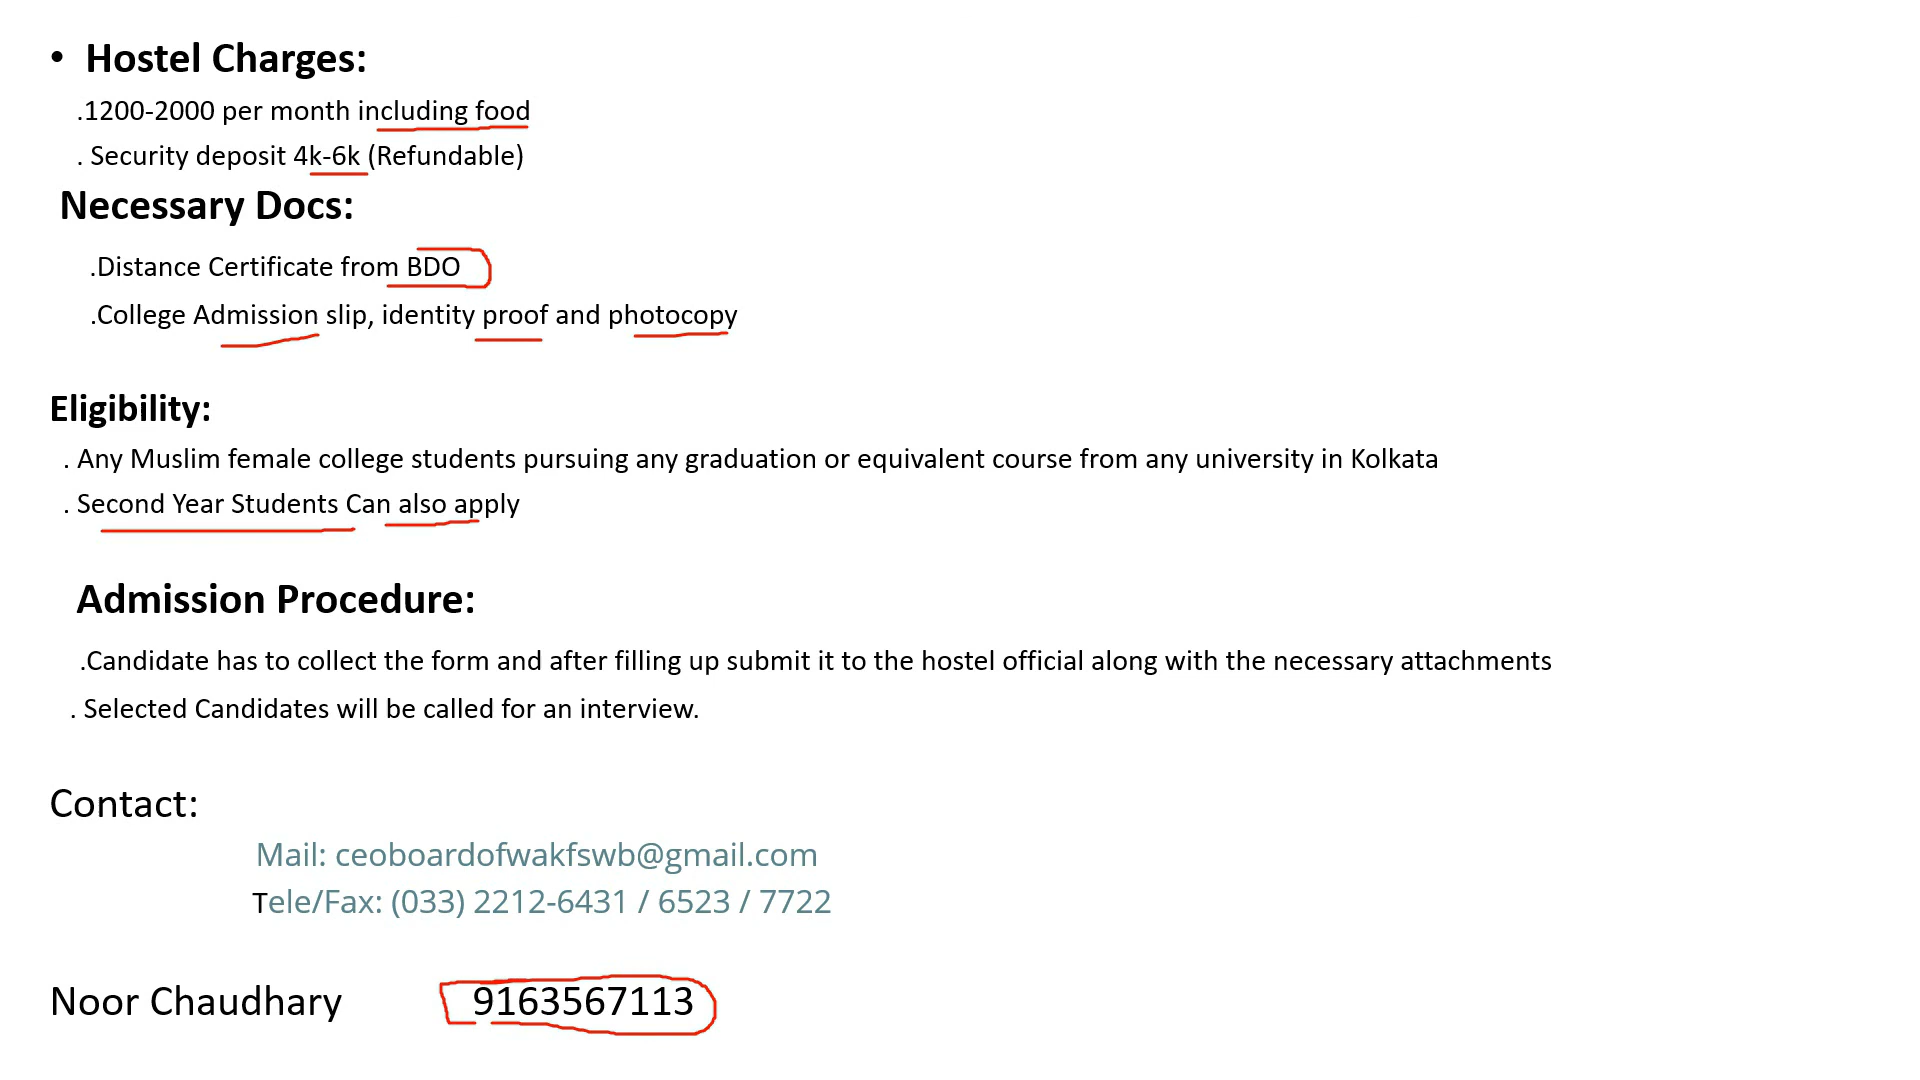 • Hostel Charges:
.1200-2000 per month including food
. Security deposit 4k-6k (Refundable)
Necessary Docs:
.Distance Certificate from BDO
.College Admission slip, identity proof and photocopy
Eligibility:
. Any Muslim female college students pursuing any graduation or equivalent course from any university in Kolkata
. Second Year Students Can also apply
Admission Procedure:
.Candidate has to collect the form and after filling up submit it to the hostel official along with the necessary attachments
. Selected Candidates will be called for an interview.
Contact:
Mail: ceoboardofwakfswb@gmail.com
Tele/Fax: (033) 2212-6431 / 6523 / 7722
Noor Chaudhary 9163567113